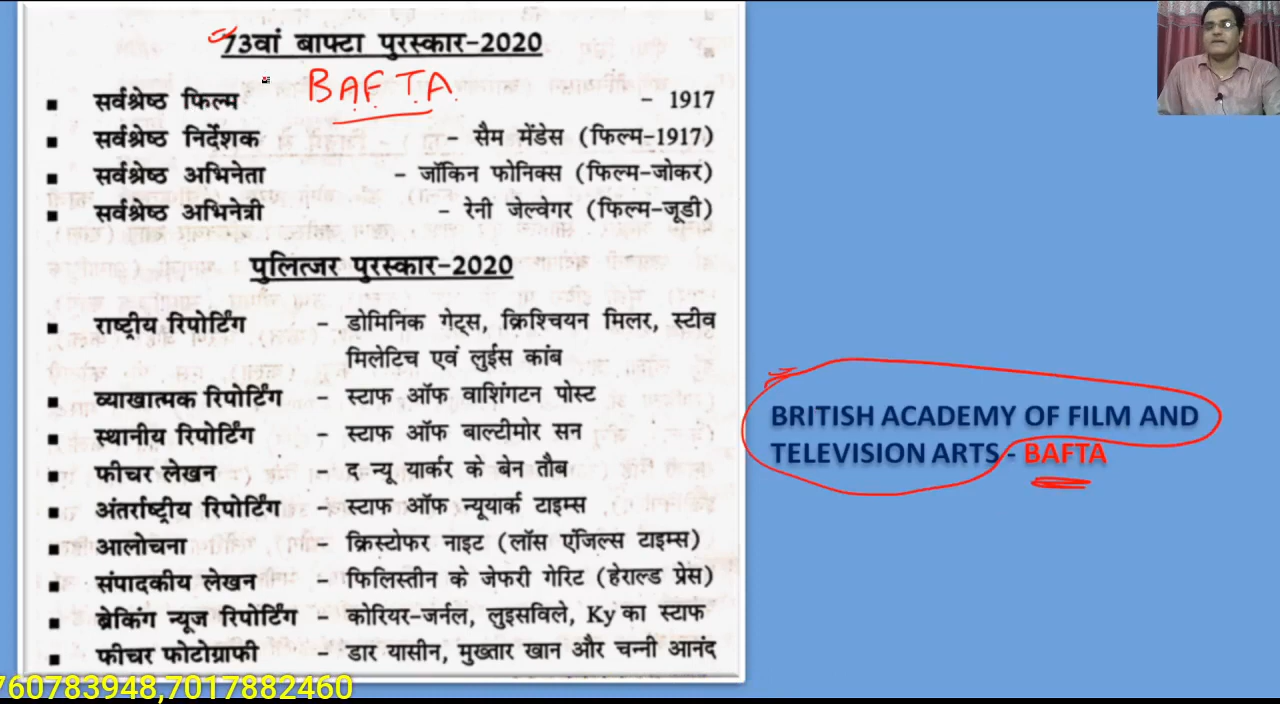 73वां बाफ्टा पुरस्कार-2020
BAFTA
■ सर्वश्रेष्ठ फिल्म - 1917
■ सर्वश्रेष्ठ निर्देशक - सैम मेंडेस (फिल्म-1917)
■ सर्वश्रेष्ठ अभिनेता - जॉकिन फोनिक्स (फिल्म-जोकर)
■ सर्वश्रेष्ठ अभिनेत्री - रेनी जेल्वेगर (फिल्म-जूडी)
पुलित्जर पुरस्कार-2020
■ राष्ट्रीय रिपोर्टिंग - डोमिनिक गेट्स, क्रिश्चियन मिलर, स्टीव
मिलेटिच एवं लुईस कांब
■ व्याखात्मक रिपोर्टिंग - स्टाफ ऑफ वाशिंगटन पोस्ट
■ स्थानीय रिपोर्टिंग - स्टाफ ऑफ बाल्टीमोर सन
■ फीचर लेखन - द न्यू यार्कर के बेन तौब
■ अंतर्राष्ट्रीय रिपोर्टिंग - स्टाफ ऑफ न्यूयार्क टाइम्स
■ आलोचना - क्रिस्टोफर नाइट (लॉस एंजिल्स टाइम्स)
■ संपादकीय लेखन - फिलिस्तीन के जेफरी गेरिट (हेराल्ड प्रेस)
■ ब्रेकिंग न्यूज रिपोर्टिंग - कोरियर-जर्नल, लुइसविले, Ky का स्टाफ
■ फीचर फोटोग्राफी - डार यासीन, मुख्तार खान और चन्नी आनंद
BRITISH ACADEMY OF FILM AND
TELEVISION ARTS - BAFTA
760783948,7017882460